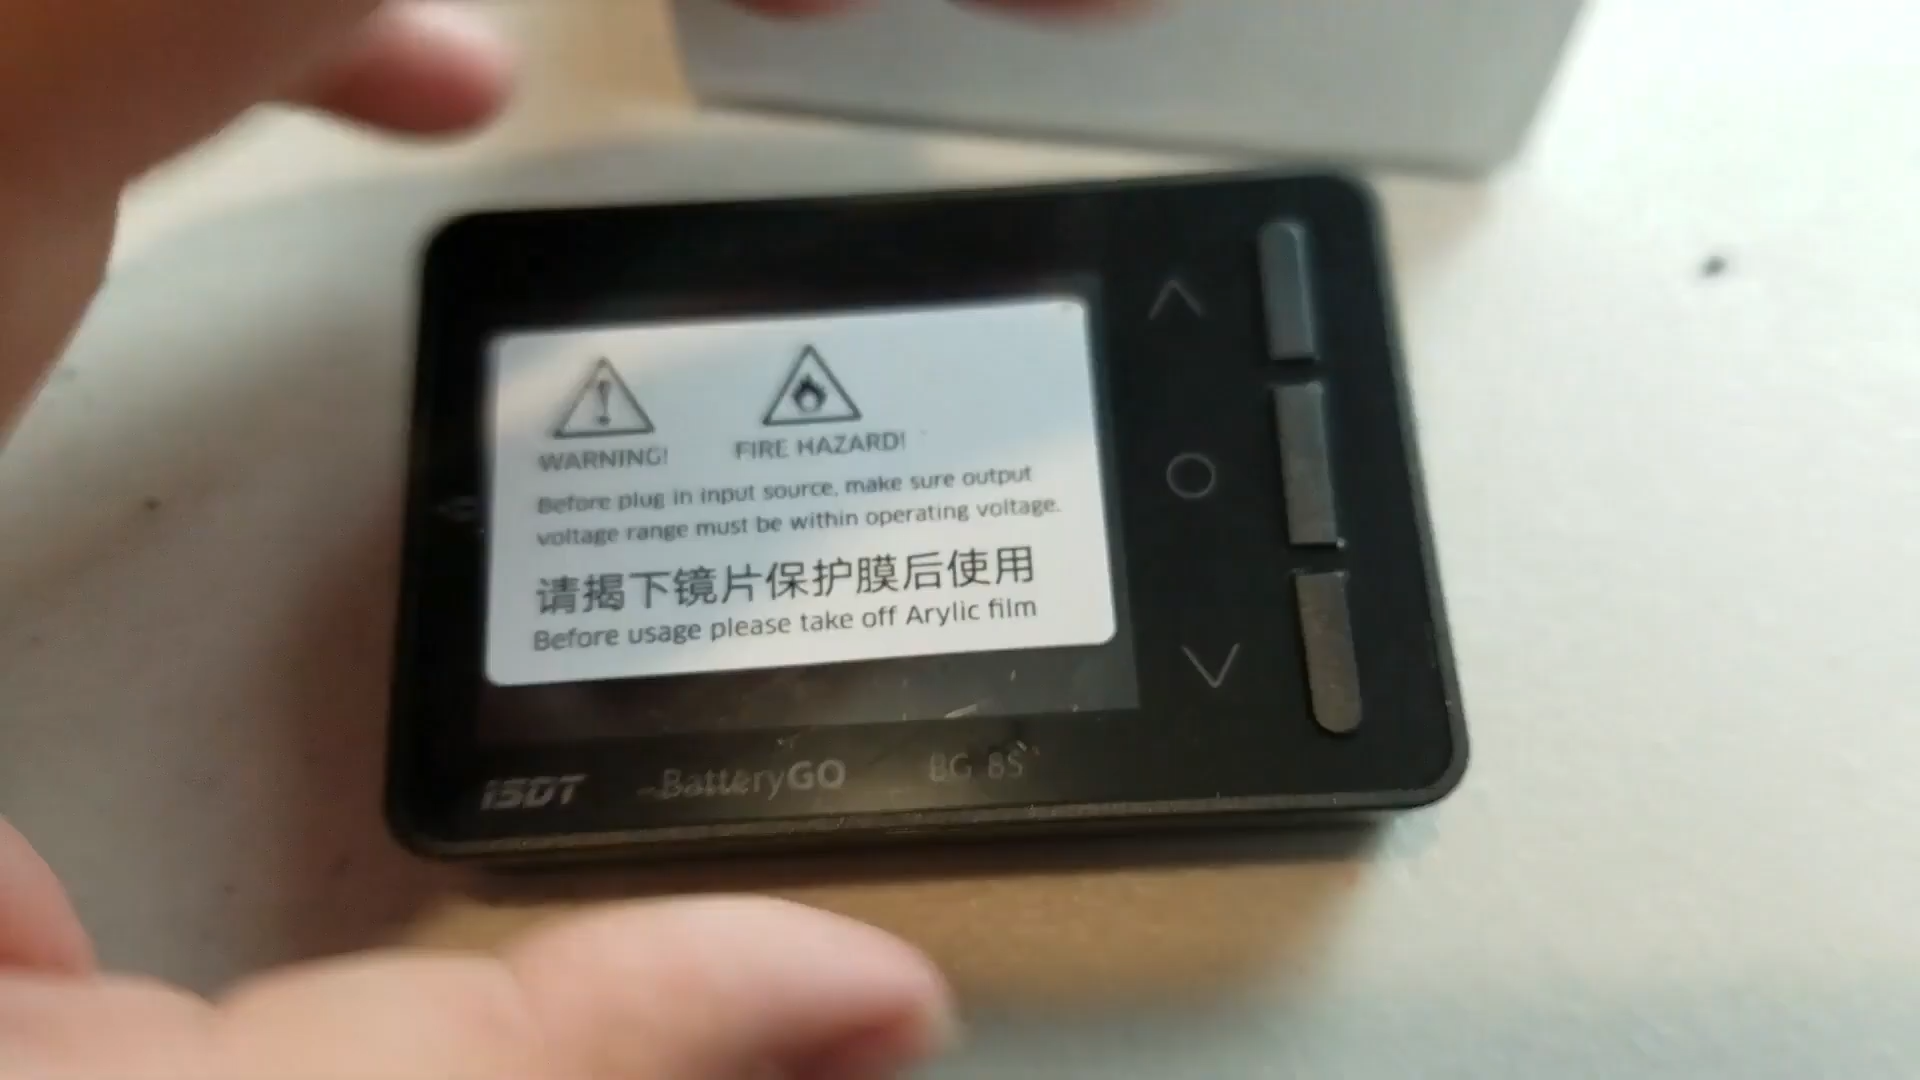 WARNING! FIRE HAZARD!
Before plug in input source, make sure output
voltage range must be within operating voltage.
请揭下镜片保护膜后使用
Before usage please take off Arylic film
iSDT BatteryGO BG 8S